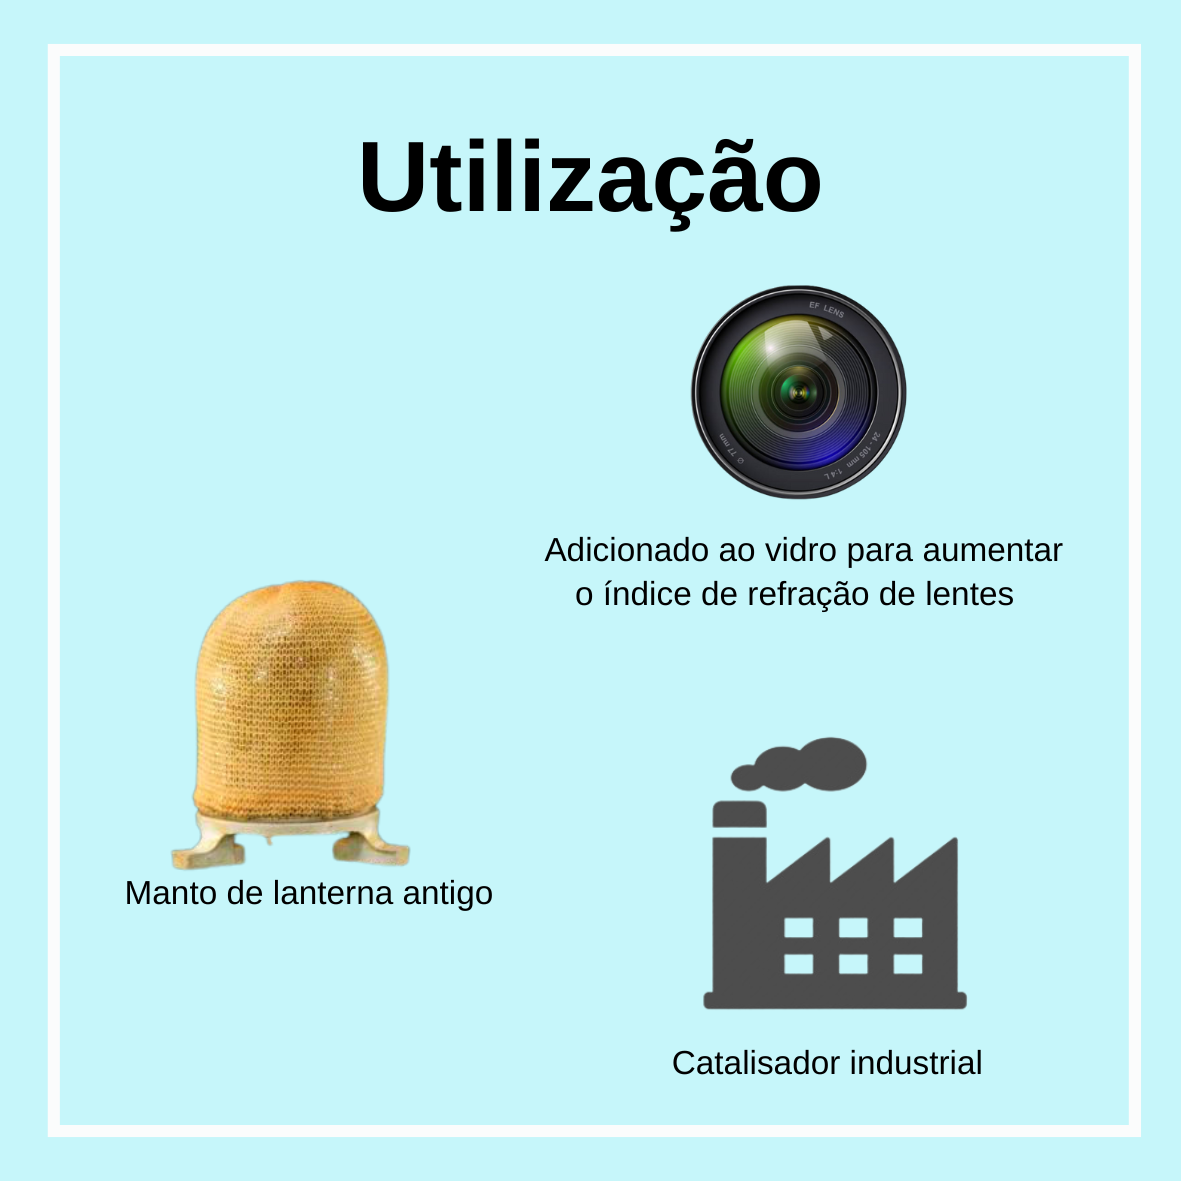 Utilização
EF LENS
Ø 77 mm
24 - 105 mm 1:4 L
Adicionado ao vidro para aumentar
o índice de refração de lentes
Manto de lanterna antigo
Catalisador industrial